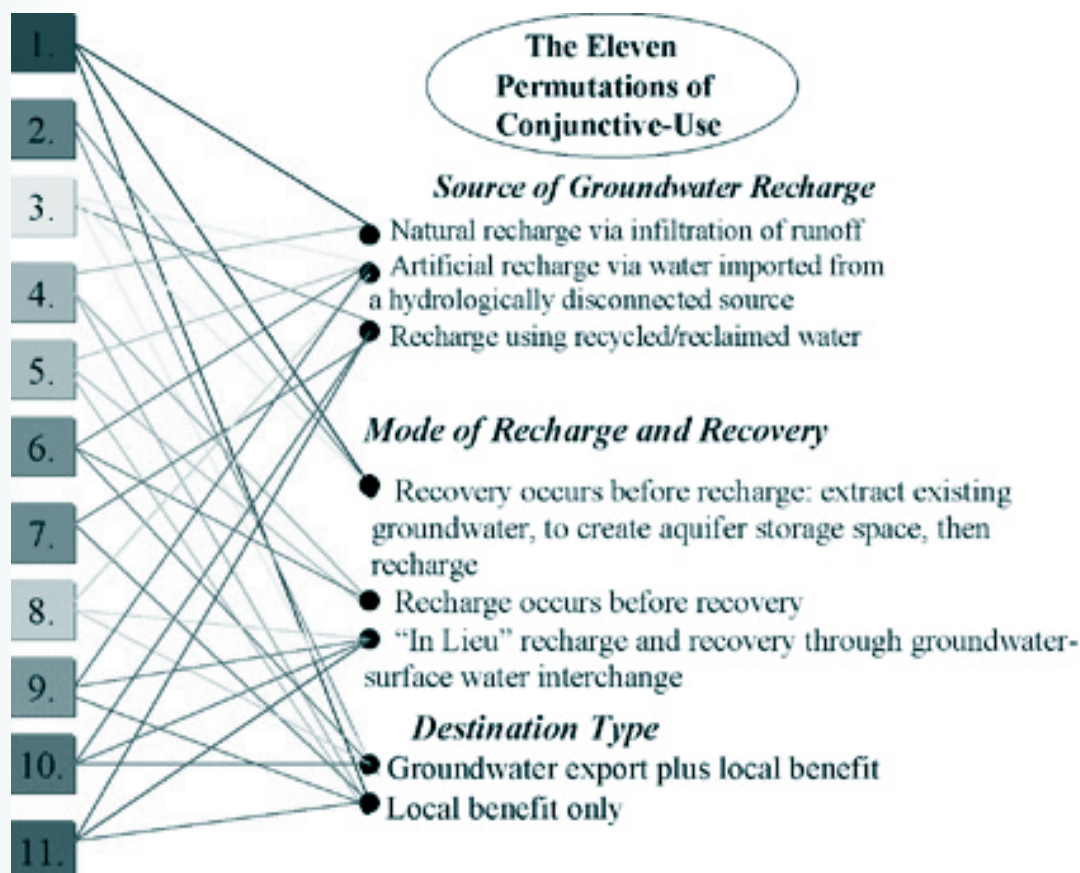 The Eleven
Permutations of
Conjunctive-Use
Source of Groundwater Recharge
Natural recharge via infiltration of runoff
Artificial recharge via water imported from
a hydrologically disconnected source
Recharge using recycled/reclaimed water
Mode of Recharge and Recovery
Recovery occurs before recharge: extract existing
groundwater, to create aquifer storage space, then
recharge
Recharge occurs before recovery
“In Lieu” recharge and recovery through groundwater-
surface water interchange
Destination Type
Groundwater export plus local benefit
Local benefit only
1.
2.
3.
4.
5.
6.
7.
8.
9.
10.
11.